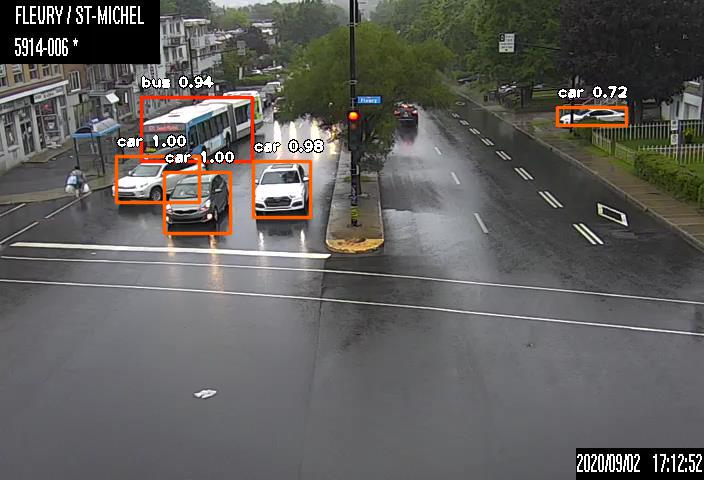 FLEURY / ST-MICHEL
5914-006 *
bus 0.94
car 0.72
Fleury
car 1.00
car 1.00
car 0.98
2020/09/02 17:12:52